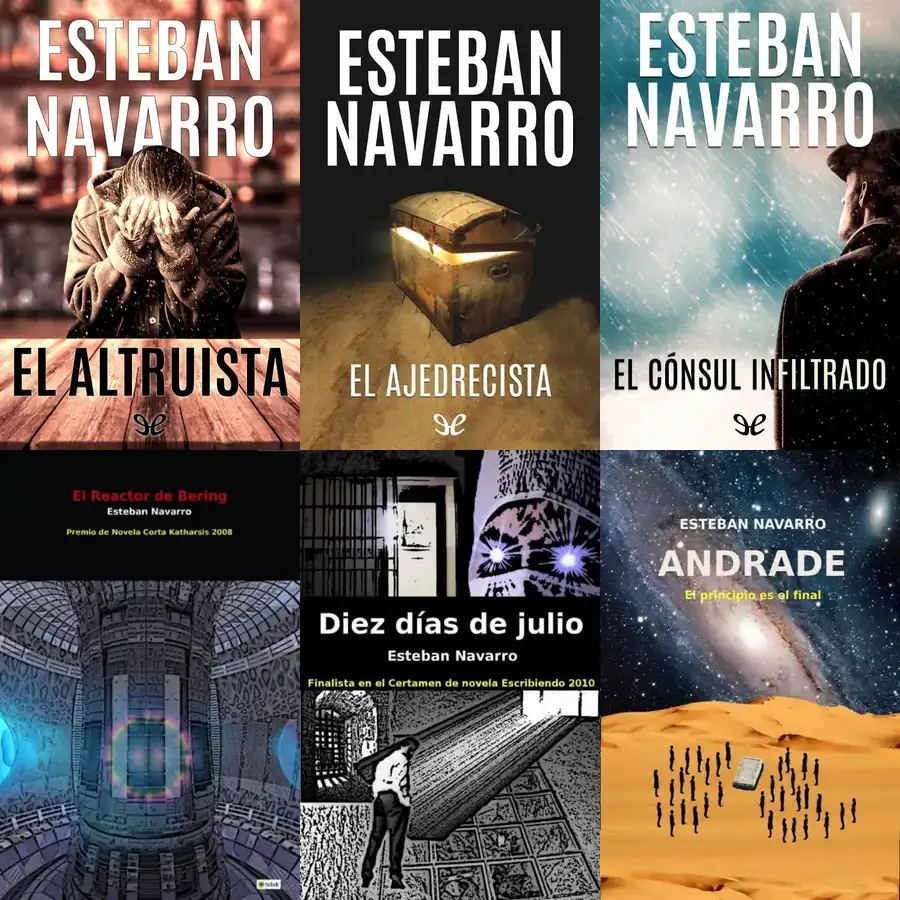 ESTEBAN
NAVARRO
EL ALTRUISTA
ESTEBAN
NAVARRO
EL AJEDRECISTA
ESTEBAN
NAVARRO
EL CÓNSUL INFILTRADO
El Reactor de Bering
Esteban Navarro
Premio de Novela Corta Katharsis 2008
Diez días de julio
Esteban Navarro
Finalista en el Certamen de novela Escribiendo 2010
ESTEBAN NAVARRO
ANDRADE
El principio es el final